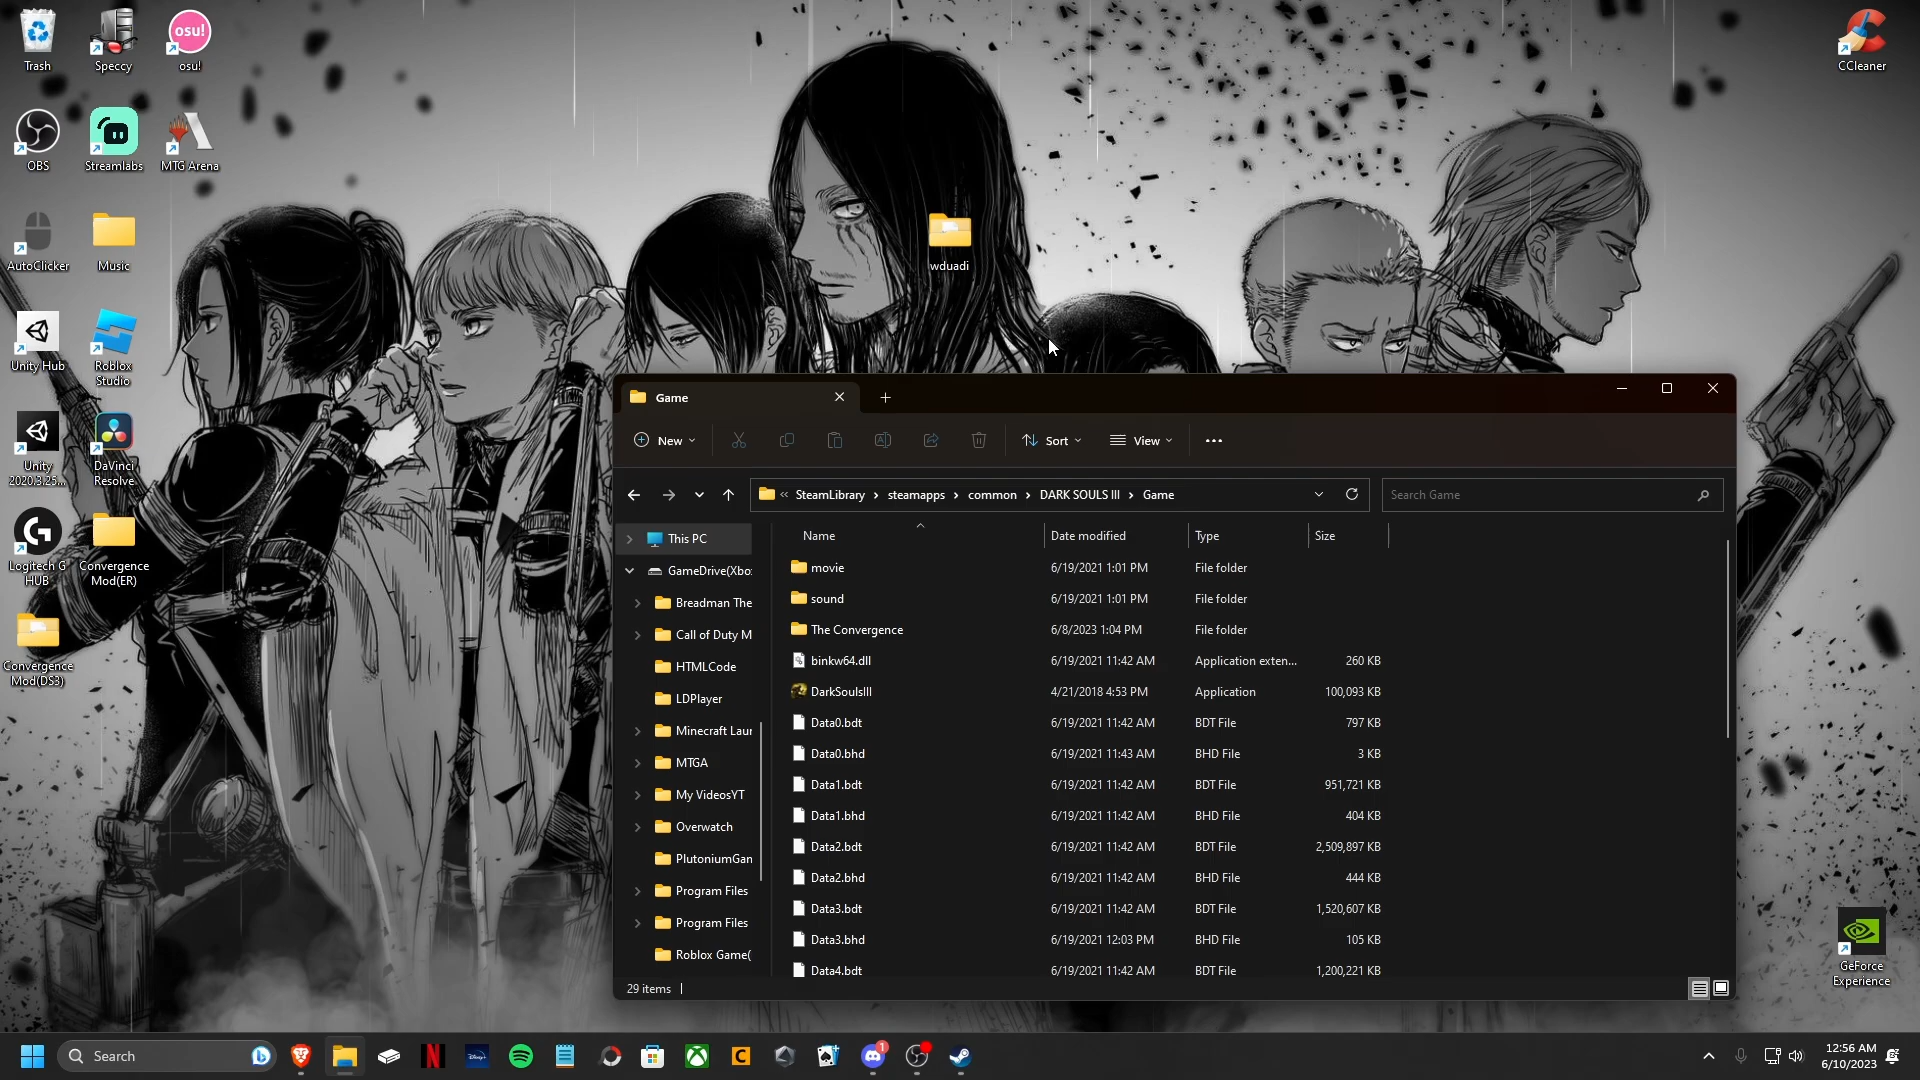 Trash
Speccy
osu!
osu!
CCleaner
OBS
Streamlabs
MTG Arena
AutoClicker
Music
wduadi
Unity Hub
Roblox
Studio
Unity
2020.3.25...
DaVinci
Resolve
Logitech G
HUB
Convergence
Mod(ER)
Convergence
Mod(DS3)
GeForce
Experience
Game
New
Sort
View
SteamLibrary
steamapps
common
DARK SOULS III
Game
Search Game
This PC
GameDrive(Xbo:
Breadman The
Call of Duty M
HTMLCode
LDPlayer
Minecraft Laur
MTGA
My VideosYT
Overwatch
PlutoniumGan
Program Files
Program Files
Roblox Game(
Name Date modified Type Size
movie 6/19/2021 1:01 PM File folder
sound 6/19/2021 1:01 PM File folder
The Convergence 6/8/2023 1:04 PM File folder
binkw64.dll 6/19/2021 11:42 AM Application exten... 260 KB
DarkSoulsIII 4/21/2018 4:53 PM Application 100,093 KB
Data0.bdt 6/19/2021 11:42 AM BDT File 797 KB
Data0.bhd 6/19/2021 11:43 AM BHD File 3 KB
Data1.bdt 6/19/2021 11:42 AM BDT File 951,721 KB
Data1.bhd 6/19/2021 11:42 AM BHD File 404 KB
Data2.bdt 6/19/2021 11:42 AM BDT File 2,509,897 KB
Data2.bhd 6/19/2021 11:42 AM BHD File 444 KB
Data3.bdt 6/19/2021 11:42 AM BDT File 1,520,607 KB
Data3.bhd 6/19/2021 12:03 PM BHD File 105 KB
Data4.bdt 6/19/2021 11:42 AM BDT File 1,200,221 KB
29 items
Search
1
12:56 AM
6/10/2023